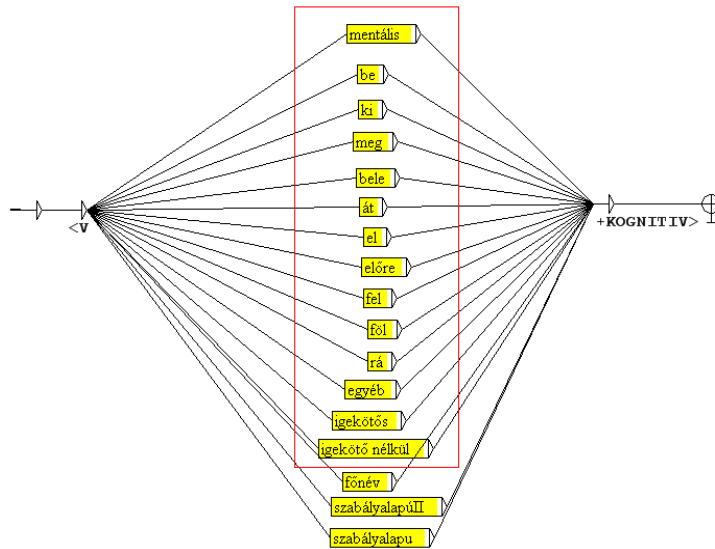 mentális
be
ki
meg
bele
át
<V
+KOGNITIV>
el
előre
fel
föl
rá
egyéb
igekötős
igekötő nélkül
főnév
szabályalapúII
szabályalapu